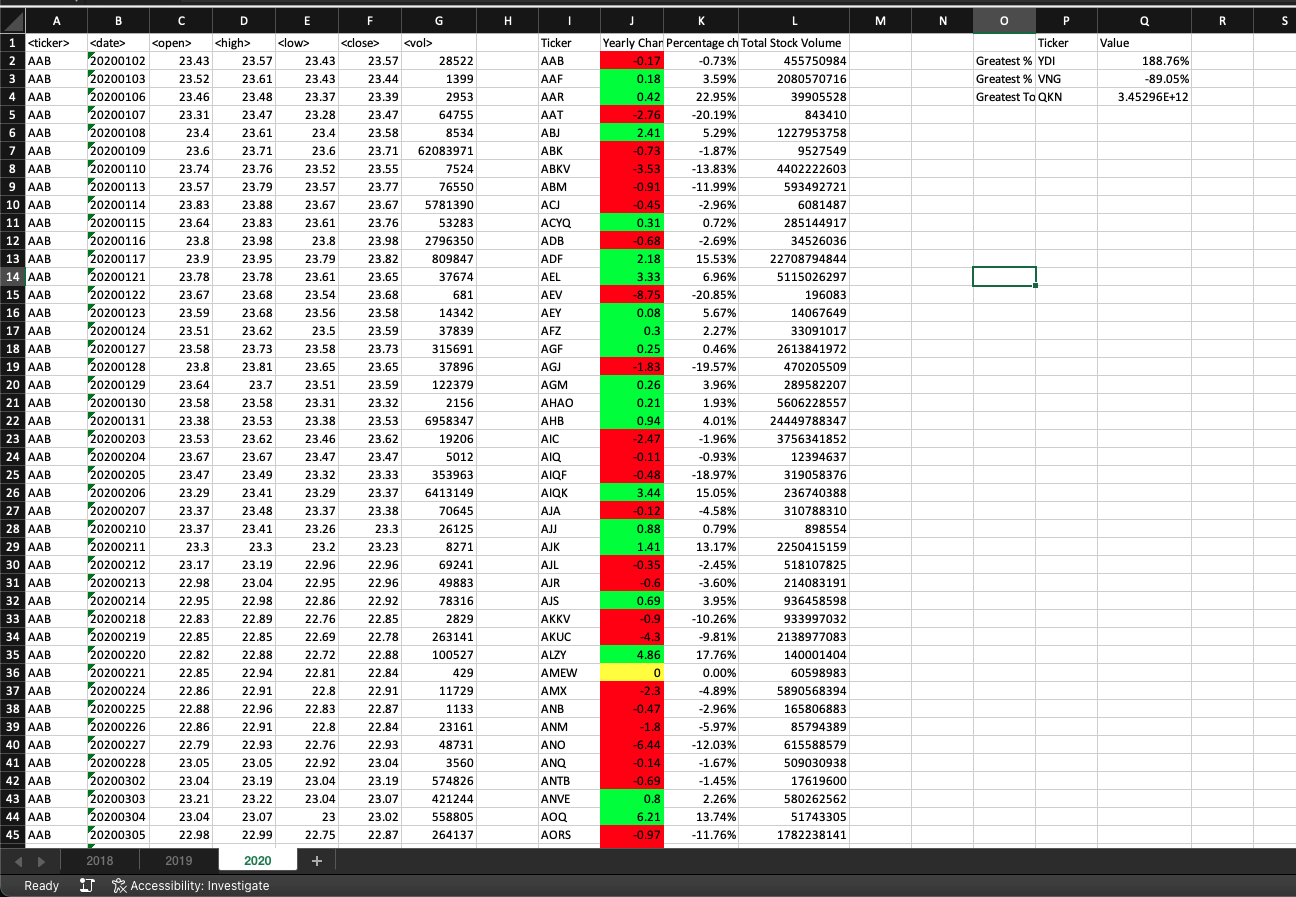 A B C D E F G H I J K L M N O P Q R S
1 <ticker> <date> <open> <high> <low> <close> <vol> Ticker Yearly Chan Percentage ch Total Stock Volume Ticker Value
2 AAB 20200102 23.43 23.57 23.43 23.57 28522 AAB -0.17 -0.73% 455750984 Greatest % YDI 188.76%
3 AAB 20200103 23.52 23.61 23.43 23.44 1399 AAF 0.18 3.59% 2080570716 Greatest % VNG -89.05%
4 AAB 20200106 23.46 23.48 23.37 23.39 2953 AAR 0.42 22.95% 39905528 Greatest To QKN 3.45296E+12
5 AAB 20200107 23.31 23.47 23.28 23.47 64755 AAT -2.76 -20.19% 843410
6 AAB 20200108 23.4 23.61 23.4 23.58 8534 ABJ 2.41 5.29% 1227953758
7 AAB 20200109 23.6 23.71 23.6 23.71 62083971 ABK -0.73 -1.87% 9527549
8 AAB 20200110 23.74 23.76 23.52 23.55 7524 ABKV -3.53 -13.83% 4402222603
9 AAB 20200113 23.57 23.79 23.57 23.77 76550 ABM -0.91 -11.99% 593492721
10 AAB 20200114 23.83 23.88 23.67 23.67 5781390 ACJ -0.45 -2.96% 6081487
11 AAB 20200115 23.64 23.83 23.61 23.76 53283 ACYQ 0.31 0.72% 285144917
12 AAB 20200116 23.8 23.98 23.8 23.98 2796350 ADB -0.68 -2.69% 34526036
13 AAB 20200117 23.9 23.95 23.79 23.82 809847 ADF 2.18 15.53% 22708794844
14 AAB 20200121 23.78 23.78 23.61 23.65 37674 AEL 3.33 6.96% 5115026297
15 AAB 20200122 23.67 23.68 23.54 23.68 681 AEV -8.75 -20.85% 196083
16 AAB 20200123 23.59 23.68 23.56 23.58 14342 AEY 0.08 5.67% 14067649
17 AAB 20200124 23.51 23.62 23.5 23.59 37839 AFZ 0.3 2.27% 33091017
18 AAB 20200127 23.58 23.73 23.58 23.73 315691 AGF 0.25 0.46% 2613841972
19 AAB 20200128 23.8 23.81 23.65 23.65 37896 AGJ -1.83 -19.57% 470205509
20 AAB 20200129 23.64 23.7 23.51 23.59 122379 AGM 0.26 3.96% 289582207
21 AAB 20200130 23.58 23.58 23.31 23.32 2156 AHAO 0.21 1.93% 5606228557
22 AAB 20200131 23.38 23.53 23.38 23.53 6958347 AHB 0.94 4.01% 24449788347
23 AAB 20200203 23.53 23.62 23.46 23.62 19206 AIC -2.47 -1.96% 3756341852
24 AAB 20200204 23.67 23.67 23.47 23.47 5012 AIQ -0.11 -0.93% 12394637
25 AAB 20200205 23.47 23.49 23.32 23.33 353963 AIQF -0.48 -18.97% 319058376
26 AAB 20200206 23.29 23.41 23.29 23.37 6413149 AIQK 3.44 15.05% 236740388
27 AAB 20200207 23.37 23.48 23.37 23.38 70645 AJA -0.12 -4.58% 310788310
28 AAB 20200210 23.37 23.41 23.26 23.3 26125 AJJ 0.88 0.79% 898554
29 AAB 20200211 23.3 23.3 23.2 23.23 8271 AJK 1.41 13.17% 2250415159
30 AAB 20200212 23.17 23.19 22.96 22.96 69241 AJL -0.35 -2.45% 518107825
31 AAB 20200213 22.98 23.04 22.95 22.96 49883 AJR -0.6 -3.60% 214083191
32 AAB 20200214 22.95 22.98 22.86 22.92 78316 AJS 0.69 3.95% 936458598
33 AAB 20200218 22.83 22.89 22.76 22.85 2829 AKKV -0.9 -10.26% 933997032
34 AAB 20200219 22.85 22.85 22.69 22.78 263141 AKUC -4.3 -9.81% 2138977083
35 AAB 20200220 22.82 22.88 22.72 22.88 100527 ALZY 4.86 17.76% 140001404
36 AAB 20200221 22.85 22.94 22.81 22.84 429 AMEW 0 0.00% 60598983
37 AAB 20200224 22.86 22.91 22.8 22.91 11729 AMX -2.3 -4.89% 5890568394
38 AAB 20200225 22.88 22.96 22.83 22.87 1133 ANB -0.47 -2.96% 165806883
39 AAB 20200226 22.86 22.91 22.8 22.84 23161 ANM -1.8 -5.97% 85794389
40 AAB 20200227 22.79 22.93 22.76 22.93 48731 ANO -6.44 -12.03% 615588579
41 AAB 20200228 23.05 23.05 22.92 23.04 3560 ANQ -0.14 -1.67% 509030938
42 AAB 20200302 23.04 23.19 23.04 23.19 574826 ANTB -0.69 -1.45% 17619600
43 AAB 20200303 23.21 23.22 23.04 23.07 421244 ANVE 0.8 2.26% 580262562
44 AAB 20200304 23.04 23.07 23 23.02 558805 AOQ 6.21 13.74% 51743305
45 AAB 20200305 22.98 22.99 22.75 22.87 264137 AORS -0.97 -11.76% 1782238141
2018 2019 2020 +
Ready Accessibility: Investigate